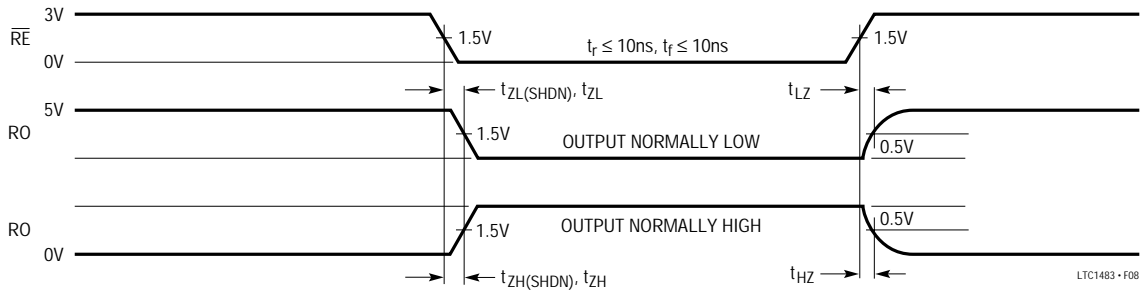 3V
R̅E̅
1.5V
tr ≤ 10ns, tf ≤ 10ns
1.5V
0V
tZL(SHDN), tZL
tLZ
5V
RO
1.5V
OUTPUT NORMALLY LOW
0.5V
RO
1.5V
OUTPUT NORMALLY HIGH
0.5V
0V
tZH(SHDN), tZH
tHZ
LTC1483 • F08